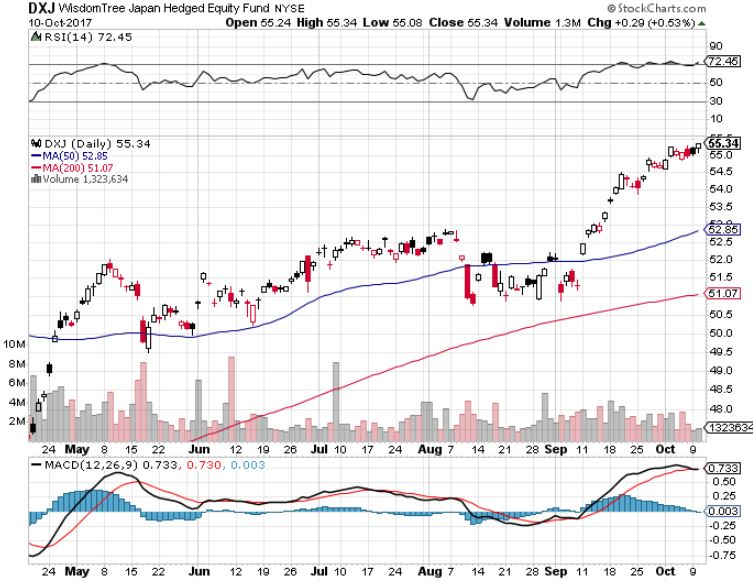 DXJ WisdomTree Japan Hedged Equity Fund NYSE © StockCharts.com
10-Oct-2017 Open 55.24 High 55.34 Low 55.08 Close 55.34 Volume 1.3M Chg +0.29 (+0.53%)
RSI(14) 72.45
90
72.45
50
30
10
DXJ (Daily) 55.34
MA(50) 52.85
MA(200) 51.07
Volume 1,323,634
55.5
55.34
55.0
54.5
54.0
53.5
53.0
52.85
52.5
52.0
51.5
51.07
50.5
50.0
49.5
49.0
48.5
48.0
10M
8M
6M
4M
2M
1323634
24 May 8 15 22 Jun 12 19 26 Jul 10 17 24 Aug 7 14 21 28 Sep 11 18 25 Oct 9
MACD(12,26,9) 0.733, 0.730, 0.003
0.733
0.50
0.25
0.003
-0.25
-0.50
-0.75
24 May 8 15 22 Jun 12 19 26 Jul 10 17 24 Aug 7 14 21 28 Sep 11 18 25 Oct 9